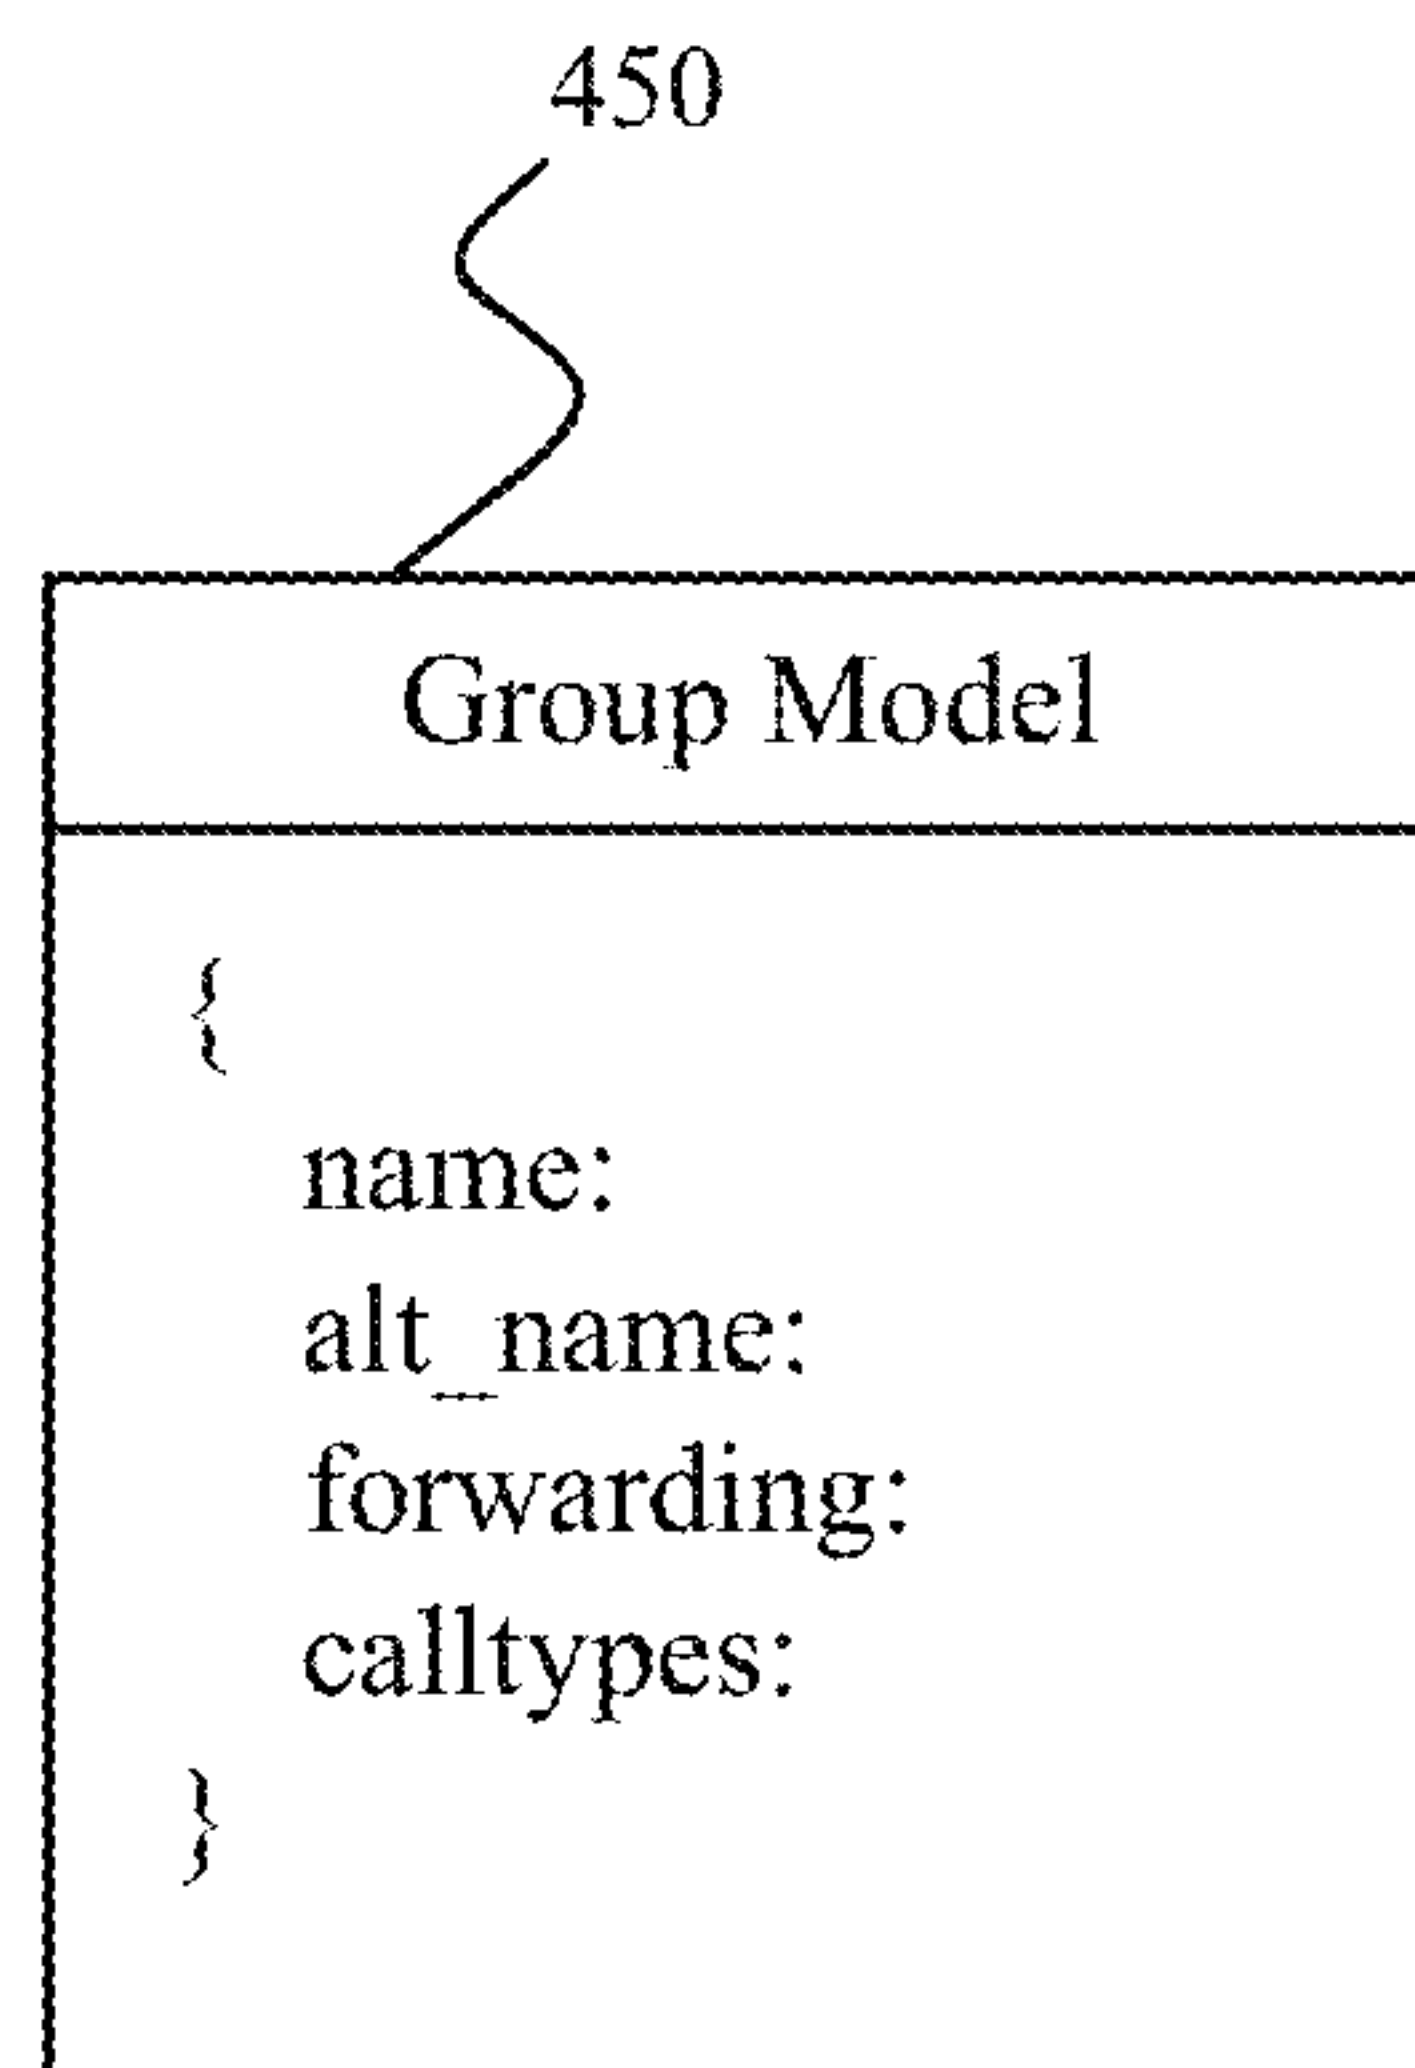 450
Group Model
{
name:
alt_name:
forwarding:
calltypes:
}